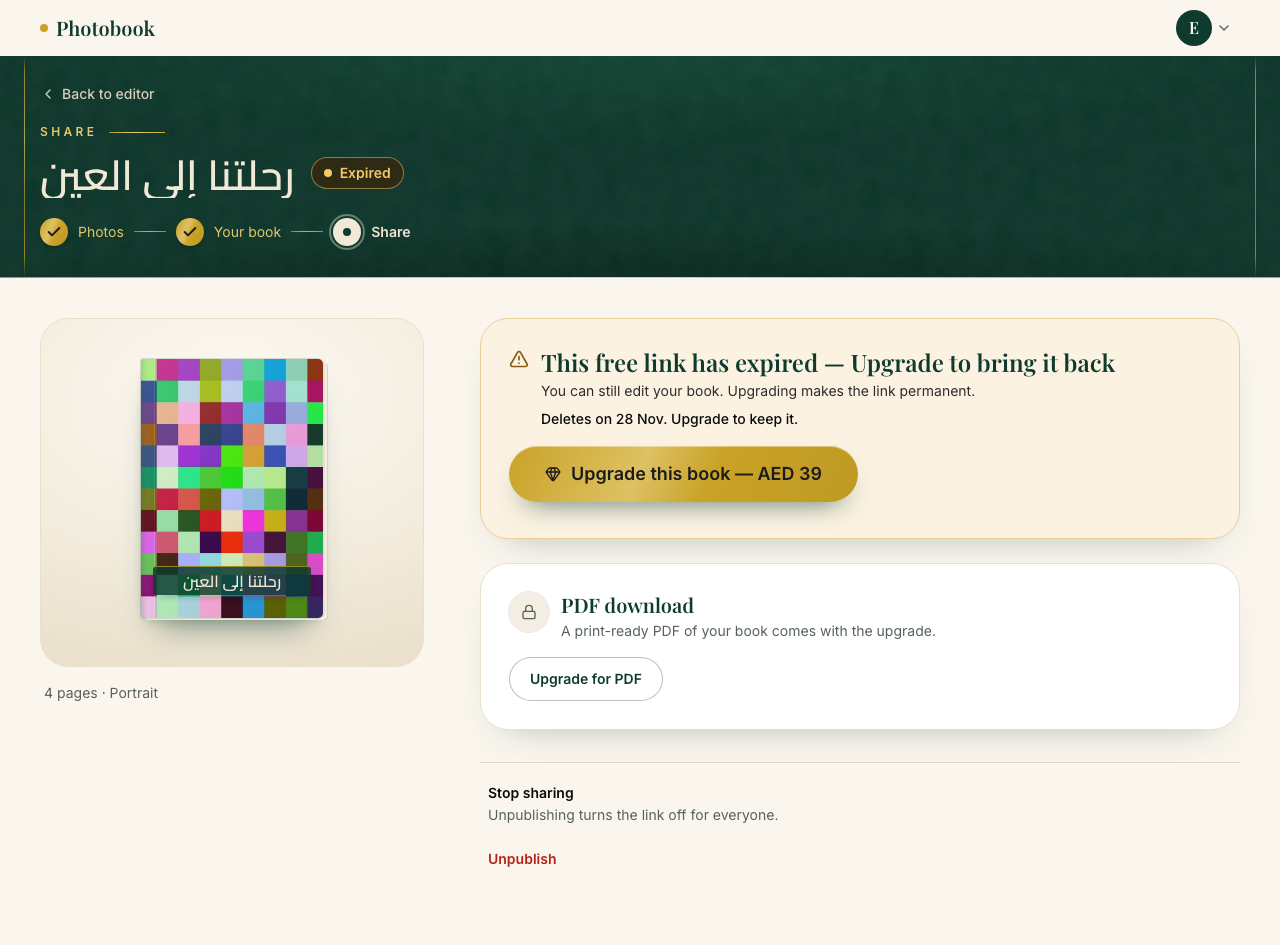 Photobook
E
Back to editor
SHARE
رحلتنا إلى العين
Expired
Photos
Your book
Share
رحلتنا إلى العين
4 pages · Portrait
This free link has expired — Upgrade to bring it back
You can still edit your book. Upgrading makes the link permanent.
Deletes on 28 Nov. Upgrade to keep it.
Upgrade this book — AED 39
PDF download
A print-ready PDF of your book comes with the upgrade.
Upgrade for PDF
Stop sharing
Unpublishing turns the link off for everyone.
Unpublish